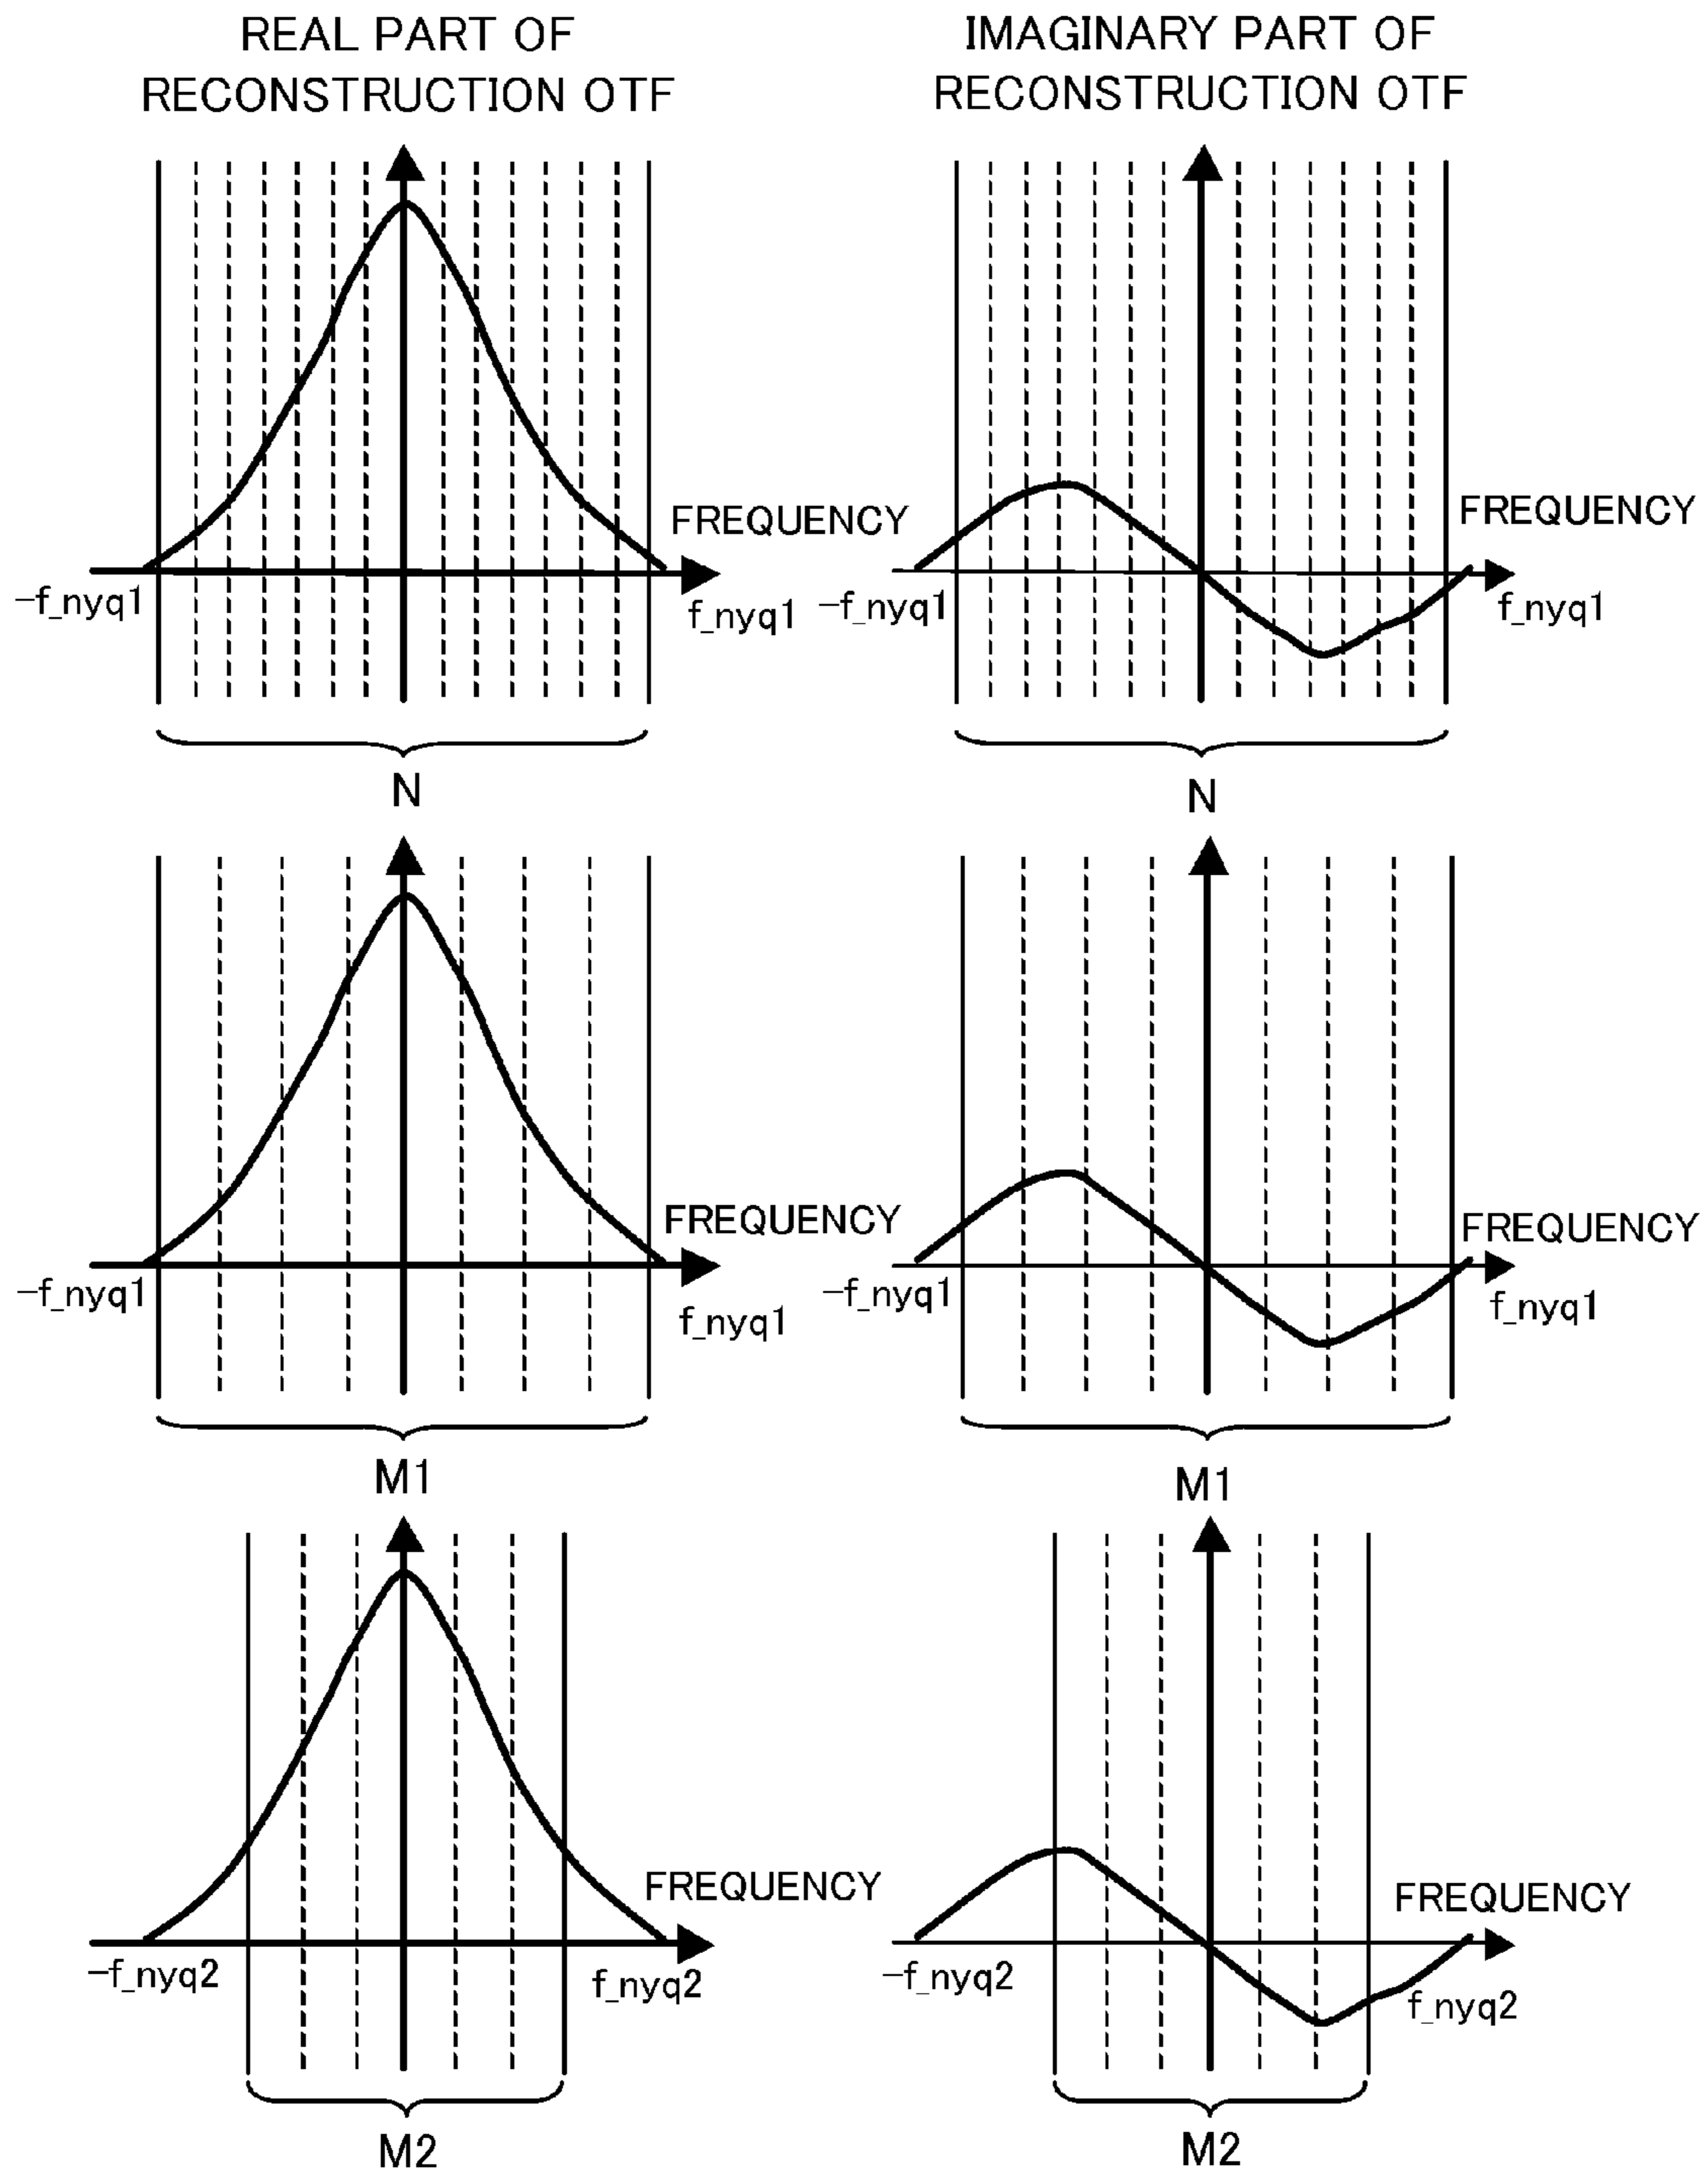 REAL PART OF
RECONSTRUCTION OTF
IMAGINARY PART OF
RECONSTRUCTION OTF
FREQUENCY
-f_nyq1
f_nyq1
N
FREQUENCY
-f_nyq1
f_nyq1
N
FREQUENCY
-f_nyq1
f_nyq1
M1
FREQUENCY
-f_nyq1
f_nyq1
M1
FREQUENCY
-f_nyq2
f_nyq2
M2
FREQUENCY
-f_nyq2
f_nyq2
M2